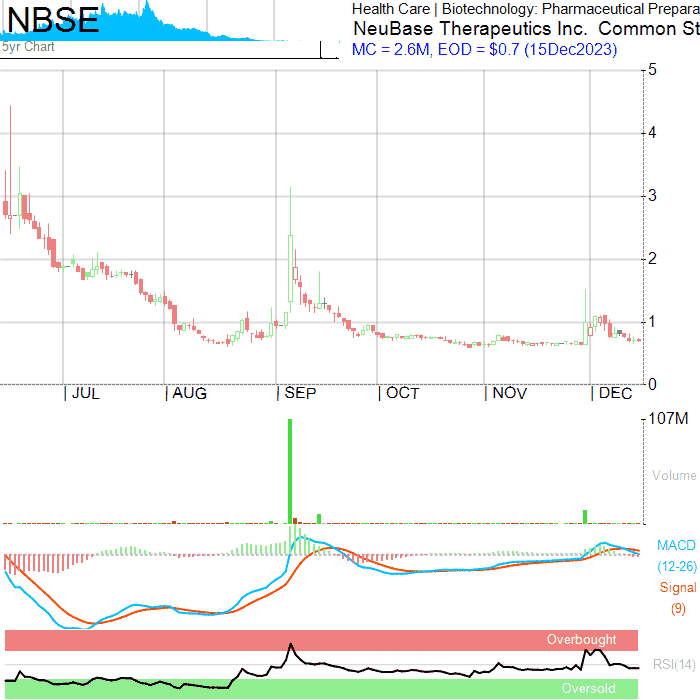 NBSE
5yr Chart
Health Care | Biotechnology: Pharmaceutical Prepara
NeuBase Therapeutics Inc. Common St
MC = 2.6M, EOD = $0.7 (15Dec2023)
5
4
3
2
1
0
JUL AUG SEP OCT NOV DEC
107M
Volume
MACD
(12-26)
Signal
(9)
Overbought
RSI(14)
Oversold